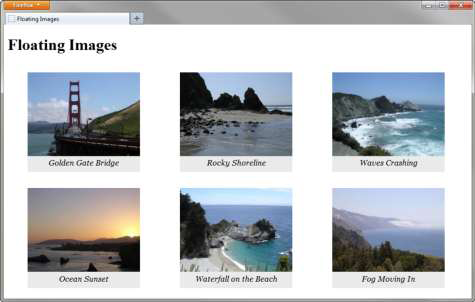 Firefox
Floating Images
Floating Images
Golden Gate Bridge
Rocky Shoreline
Waves Crashing
Ocean Sunset
Waterfall on the Beach
Fog Moving In